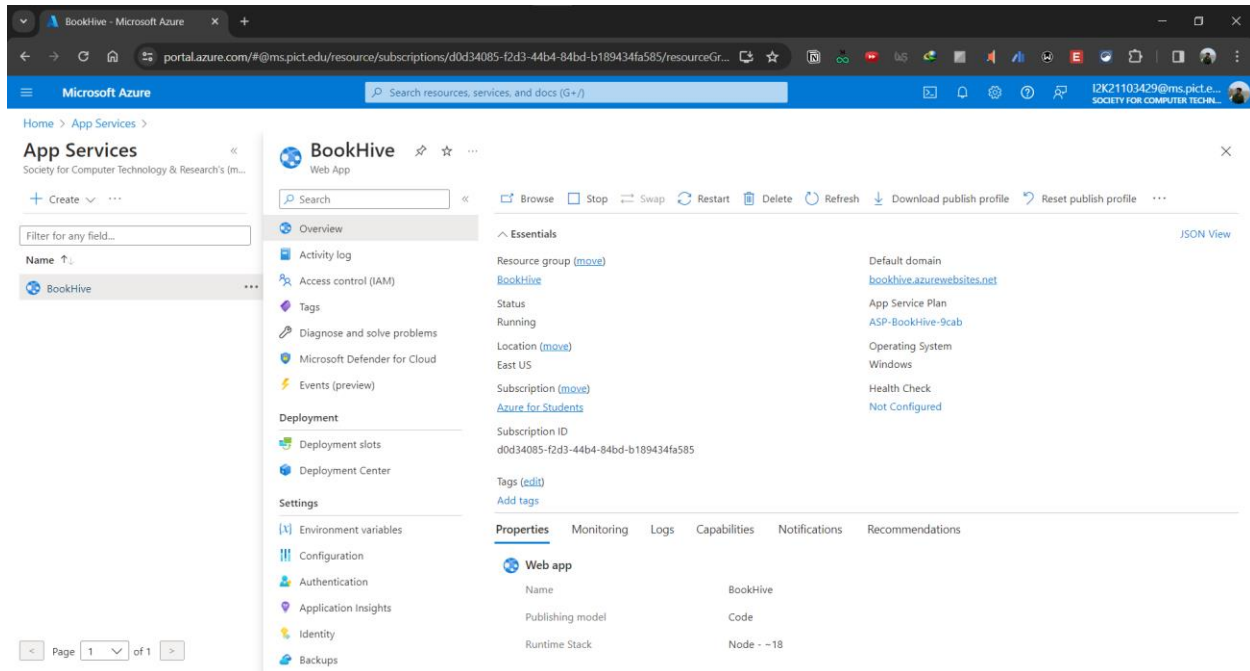 BookHive - Microsoft Azure
portal.azure.com/#@ms.pict.edu/resource/subscriptions/d0d34085-f2d3-44b4-84bd-b189434fa585/resourceGr...
Microsoft Azure
Search resources, services, and docs (G+/)
I2K21103429@ms.pict.e...
SOCIETY FOR COMPUTER TECHN...
Home > App Services >
App Services
Society for Computer Technology & Research's (m...
Create
Filter for any field...
Name
BookHive
Page 1 of 1
BookHive
Web App
Search
Overview
Activity log
Access control (IAM)
Tags
Diagnose and solve problems
Microsoft Defender for Cloud
Events (preview)
Deployment
Deployment slots
Deployment Center
Settings
Environment variables
Configuration
Authentication
Application Insights
Identity
Backups
Browse Stop Swap Restart Delete Refresh Download publish profile Reset publish profile
Essentials
JSON View
Resource group (move)
BookHive
Status
Running
Location (move)
East US
Subscription (move)
Azure for Students
Subscription ID
d0d34085-f2d3-44b4-84bd-b189434fa585
Default domain
bookhive.azurewebsites.net
App Service Plan
ASP-BookHive-9cab
Operating System
Windows
Health Check
Not Configured
Tags (edit)
Add tags
Properties Monitoring Logs Capabilities Notifications Recommendations
Web app
Name BookHive
Publishing model Code
Runtime Stack Node - ~18